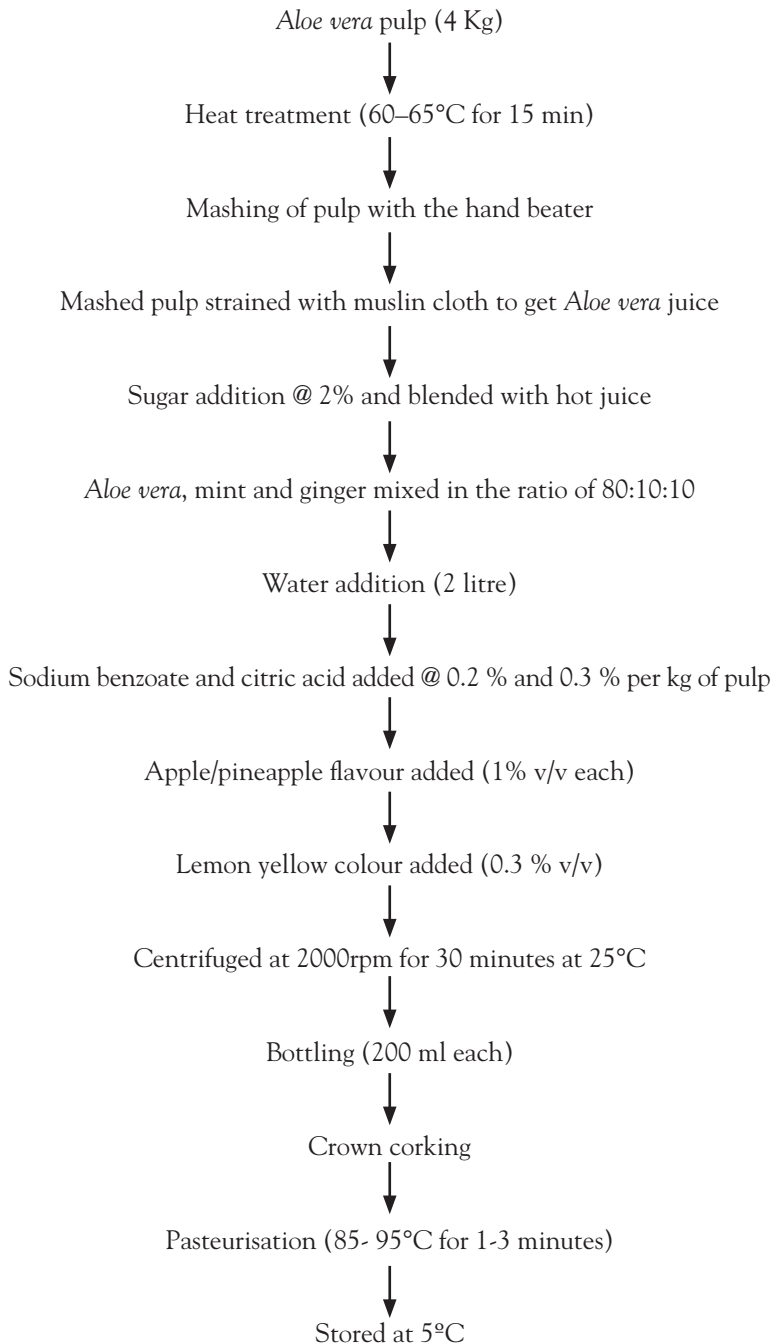 Aloe vera pulp (4 Kg)
Heat treatment (60–65°C for 15 min)
Mashing of pulp with the hand beater
Mashed pulp strained with muslin cloth to get Aloe vera juice
Sugar addition @ 2% and blended with hot juice
Aloe vera, mint and ginger mixed in the ratio of 80:10:10
Water addition (2 litre)
Sodium benzoate and citric acid added @ 0.2 % and 0.3 % per kg of pulp
Apple/pineapple flavour added (1% v/v each)
Lemon yellow colour added (0.3 % v/v)
Centrifuged at 2000rpm for 30 minutes at 25°C
Bottling (200 ml each)
Crown corking
Pasteurisation (85- 95°C for 1-3 minutes)
Stored at 5ºC